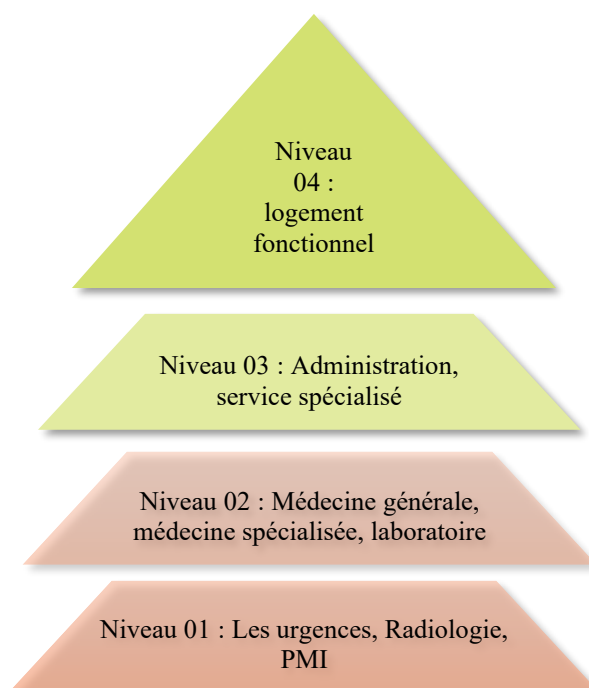 Niveau
04 :
logement
fonctionnel
Niveau 03 : Administration,
service spécialisé
Niveau 02 : Médecine générale,
médecine spécialisée, laboratoire
Niveau 01 : Les urgences, Radiologie,
PMI